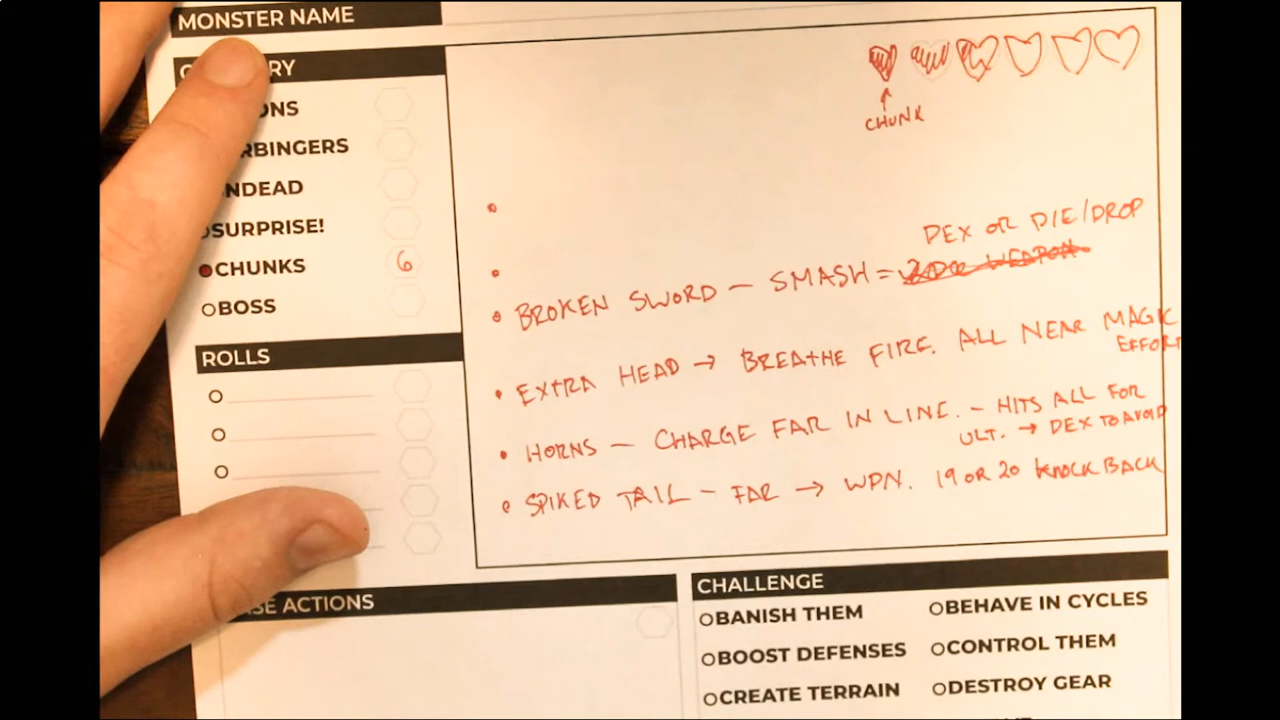 MONSTER NAME
RY
ONS
CHUNK
RBINGERS
NDEAD
SURPRISE!
CHUNKS 6
BOSS
DEX OR DIE/DROP
BROKEN SWORD – SMASH =
EXTRA HEAD → BREATHE FIRE. ALL NEAR MAGIC
EFFORT
HORNS – CHARGE FAR IN LINE. – HITS ALL FOR
ULT. → DEX TO AVOID
SPIKED TAIL – FAR → WPN. 19 OR 20 KNOCK BACK
ROLLS
SE ACTIONS
CHALLENGE
BANISH THEM
BEHAVE IN CYCLES
BOOST DEFENSES
CONTROL THEM
CREATE TERRAIN
DESTROY GEAR